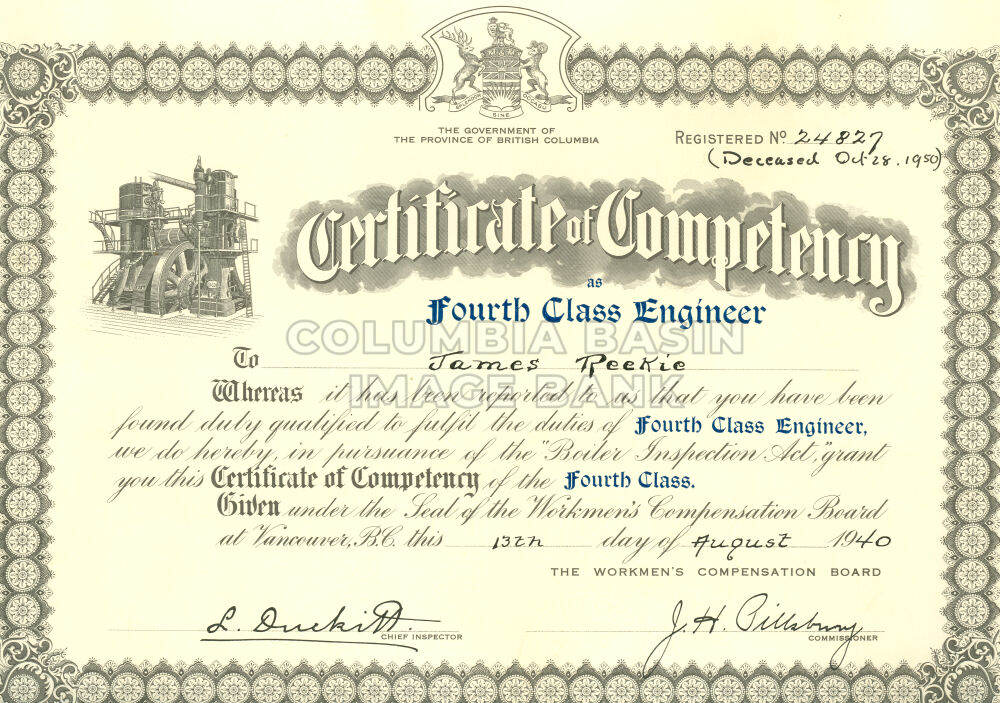 SPLENDOR SINE OCCASU
THE GOVERNMENT OF
THE PROVINCE OF BRITISH COLUMBIA
REGISTERED Nº 24827
(Deceased Oct 28, 1950)
Certificate of Competency
as
Fourth Class Engineer
COLUMBIA BASIN
IMAGE BANK
To James Reekie
Whereas it has been reported to us that you have been
found duly qualified to fulfil the duties of Fourth Class Engineer,
we do hereby, in pursuance of the "Boiler Inspection Act," grant
you this Certificate of Competency of the Fourth Class.
Given under the Seal of the Workmen's Compensation Board
at Vancouver, B.C. this 13th day of August 1940
THE WORKMEN'S COMPENSATION BOARD
L. Duckitt.
CHIEF INSPECTOR
J. H. Pillsbury
COMMISSIONER